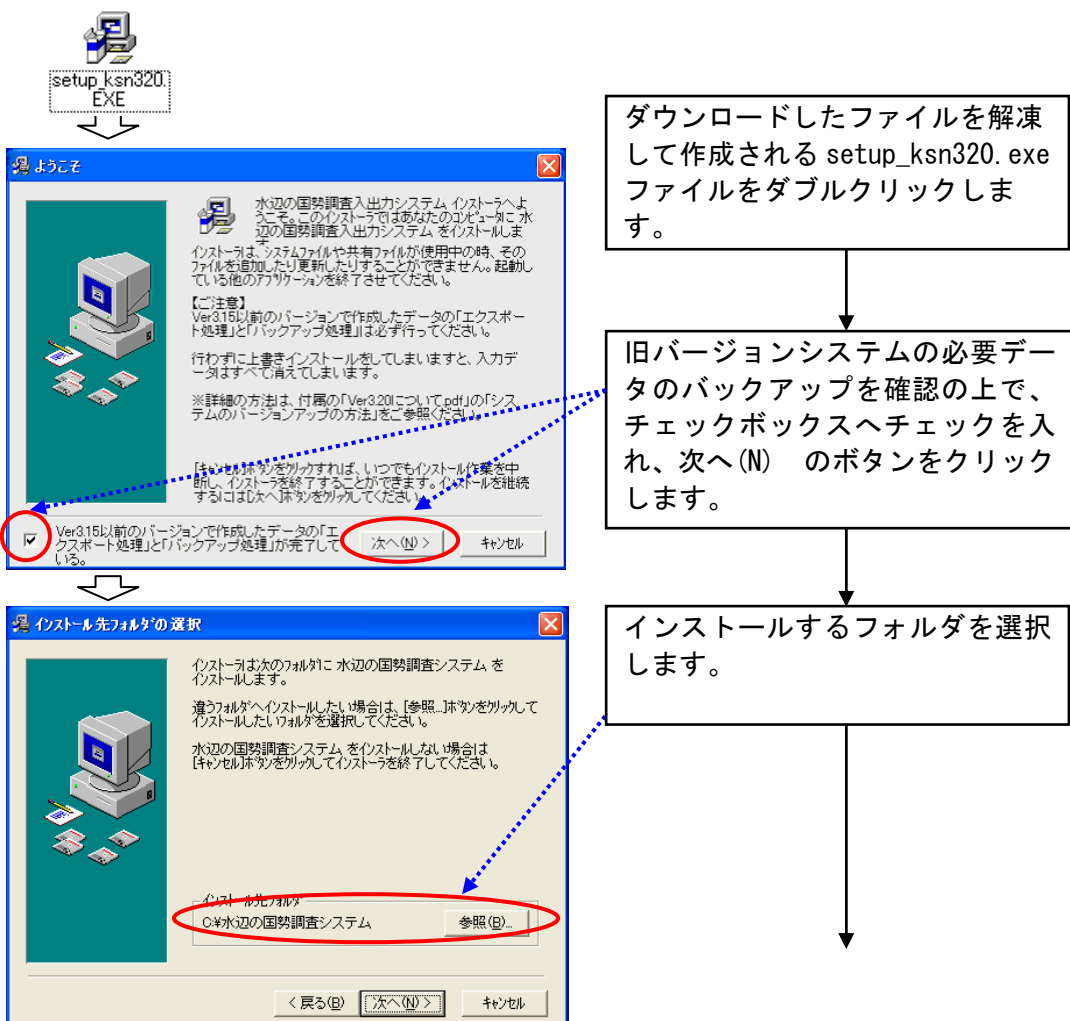 setup_ksn320.
EXE
ダウンロードしたファイルを解凍
して作成される setup_ksn320.exe
ファイルをダブルクリックしま
す。
ようこそ
水辺の国勢調査入出力システム インストーラへよ
うこそ。このインストーラではあなたのコンピュータに 水
辺の国勢調査入出力システム をインストールしま
す
インストーラは、システムファイルや共有ファイルが使用中の時、その
ファイルを追加したり更新したりすることができません。起動し
ている他のアプリケーションを終了させてください。
【ご注意】
Ver3.15以前のバージョンで作成したデータの「エクスポー
ト処理」と「バックアップ処理」は必ず行ってください。
行わずに上書きインストールをしてしまいますと、入力デ
ータはすべて消えてしまいます。
※詳細の方法は、付属の「Ver3.20について.pdf」の「シス
テムのバージョンアップの方法」をご参照ください。
[キャンセル]ボタンをクリックすれば、いつでもインストール作業を中
断し、インストーラを終了することができます。インストールを継続
するには[次へ]ボタンをクリックしてください。
Ver3.15以前のバージョンで作成したデータの「エ
クスポート処理」と「バックアップ処理」が完了して
いる。
次へ(N) >
キャンセル
旧バージョンシステムの必要デー
タのバックアップを確認の上で、
チェックボックスへチェックを入
れ、次へ(N) のボタンをクリック
します。
インストール先フォルダの選択
インストーラは次のフォルダに 水辺の国勢調査システム を
インストールします。
違うフォルダへインストールしたい場合は、[参照...]ボタンをクリックして
インストールしたいフォルダを選択してください。
水辺の国勢調査システム をインストールしない場合は
[キャンセル]ボタンをクリックしてインストーラを終了してください。
インストール先フォルダ
C:¥水辺の国勢調査システム
参照(B)...
< 戻る(B)
次へ(N) >
キャンセル
インストールするフォルダを選択
します。